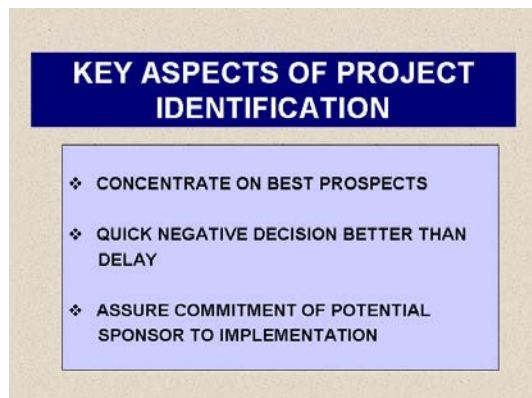 KEY ASPECTS OF PROJECT
IDENTIFICATION
❖ CONCENTRATE ON BEST PROSPECTS
❖ QUICK NEGATIVE DECISION BETTER THAN
DELAY
❖ ASSURE COMMITMENT OF POTENTIAL
SPONSOR TO IMPLEMENTATION